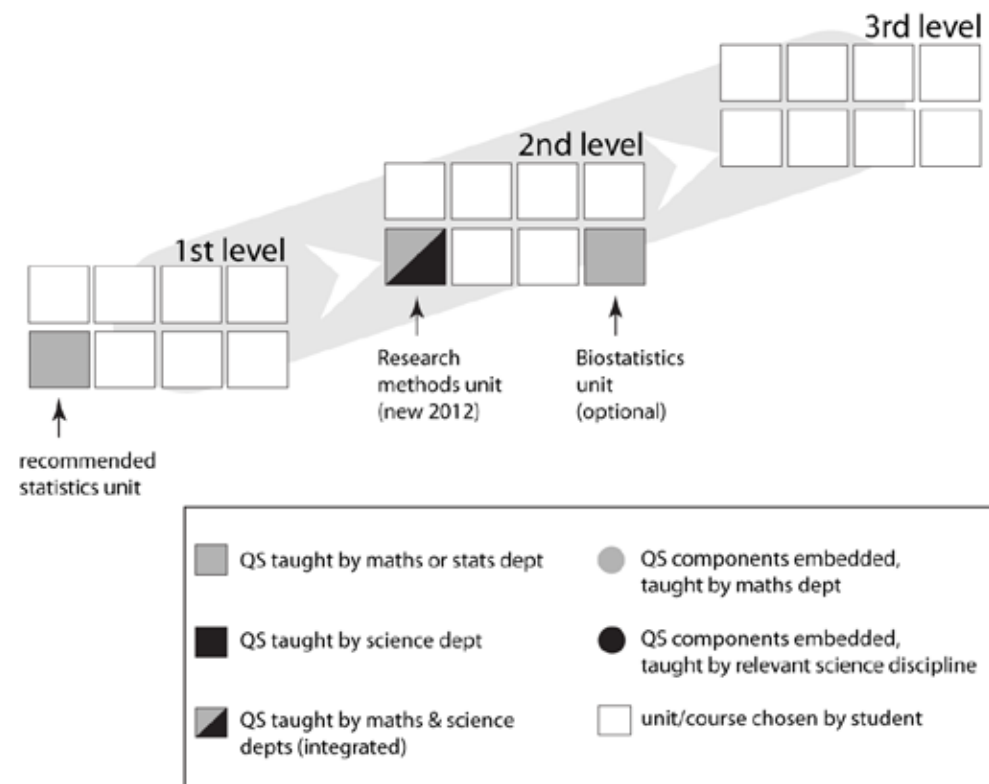 3rd level
2nd level
1st level
Research
methods unit
(new 2012)
Biostatistics
unit
(optional)
recommended
statistics unit
QS taught by maths or stats dept
QS taught by science dept
QS taught by maths & science
depts (integrated)
QS components embedded,
taught by maths dept
QS components embedded,
taught by relevant science discipline
unit/course chosen by student